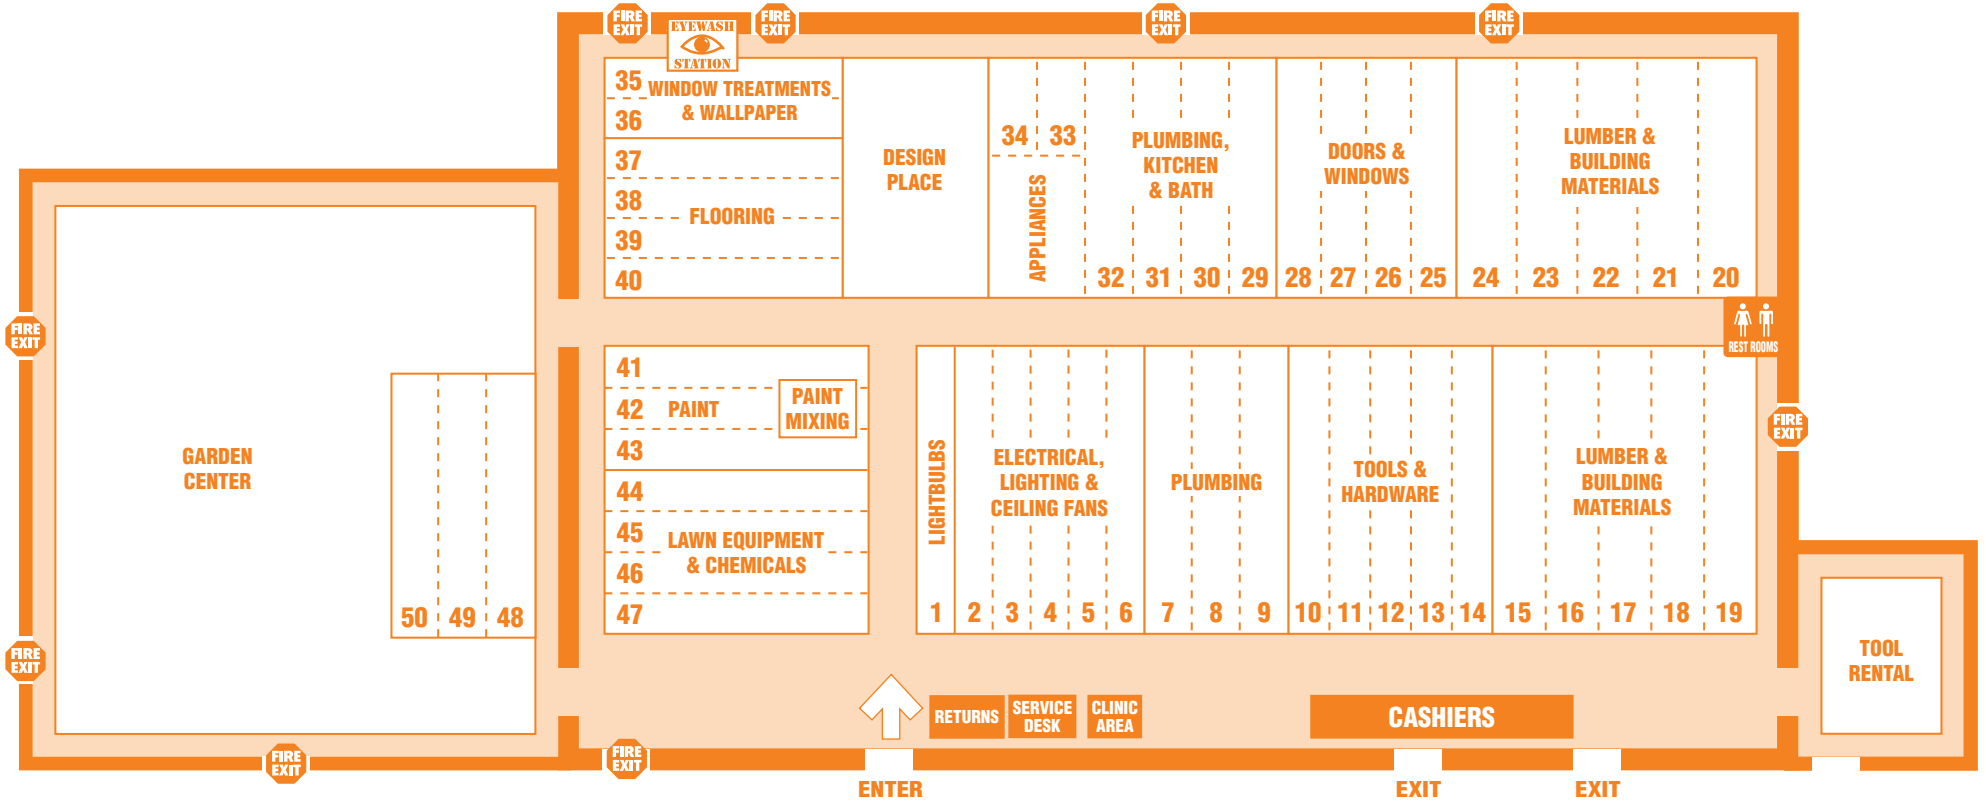 FIRE
EXIT
FIRE
EXIT
FIRE
EXIT
FIRE
EXIT
EYEWASH
STATION
35
WINDOW TREATMENTS
& WALLPAPER
36
37
38
FLOORING
39
40
DESIGN
PLACE
34 33
APPLIANCES
PLUMBING,
KITCHEN
& BATH
32 31 30 29
DOORS &
WINDOWS
28 27 26 25
LUMBER &
BUILDING
MATERIALS
24 23 22 21 20
REST ROOMS
FIRE
EXIT
FIRE
EXIT
FIRE
EXIT
GARDEN
CENTER
50 49 48
41
42 PAINT
PAINT
MIXING
43
44
45
LAWN EQUIPMENT
& CHEMICALS
46
47
LIGHTBULBS
1
ELECTRICAL,
LIGHTING &
CEILING FANS
2 3 4 5 6
PLUMBING
7 8 9
TOOLS &
HARDWARE
10 11 12 13 14
LUMBER &
BUILDING
MATERIALS
15 16 17 18 19
FIRE
EXIT
TOOL
RENTAL
RETURNS
SERVICE
DESK
CLINIC
AREA
CASHIERS
FIRE
EXIT
FIRE
EXIT
ENTER
EXIT
EXIT